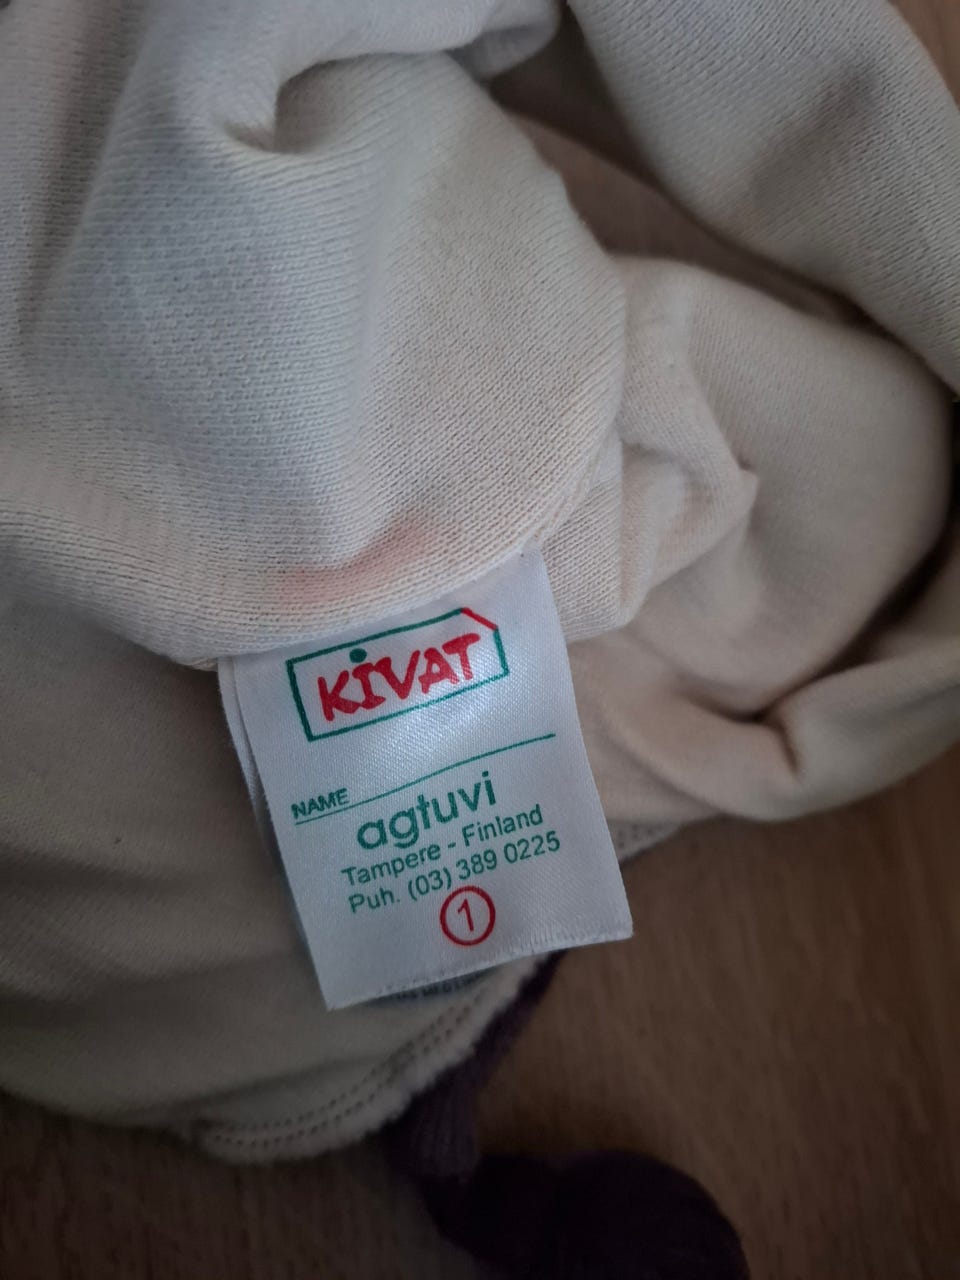 KiVAT
NAME
agtuvi
Tampere - Finland
Puh. (03) 389 0225
1